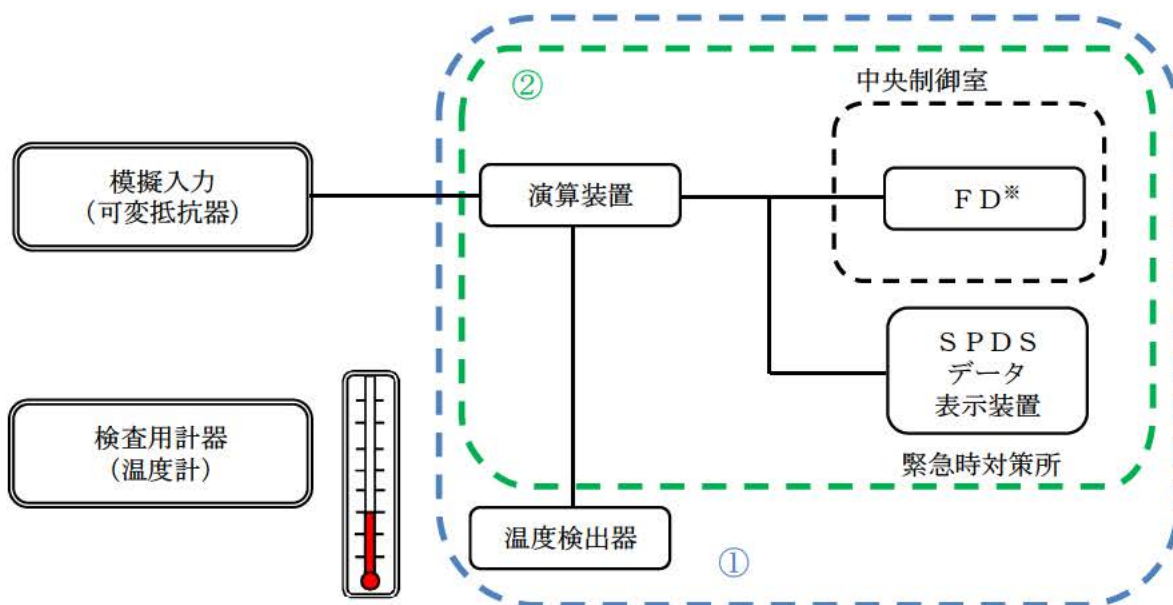 ②
中央制御室
模擬入力
(可変抵抗器)
演算装置
ＦＤ※
ＳＰＤＳ
データ
表示装置
検査用計器
(温度計)
緊急時対策所
温度検出器
①